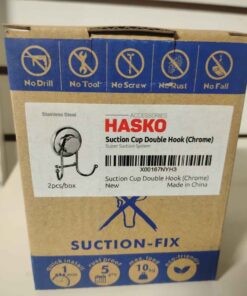 No Drill
No Tool
No Screw
No Rust
No Fall
Stainless Steel
ACCESSORIES
HASKO
Suction Cup Double Hook (Chrome)
Super Suction System
X00167NYH3
2pcs/box
Suction Cup Double Hook (Chrome)
New
Made in China
SUCTION-FIX
1
5
10